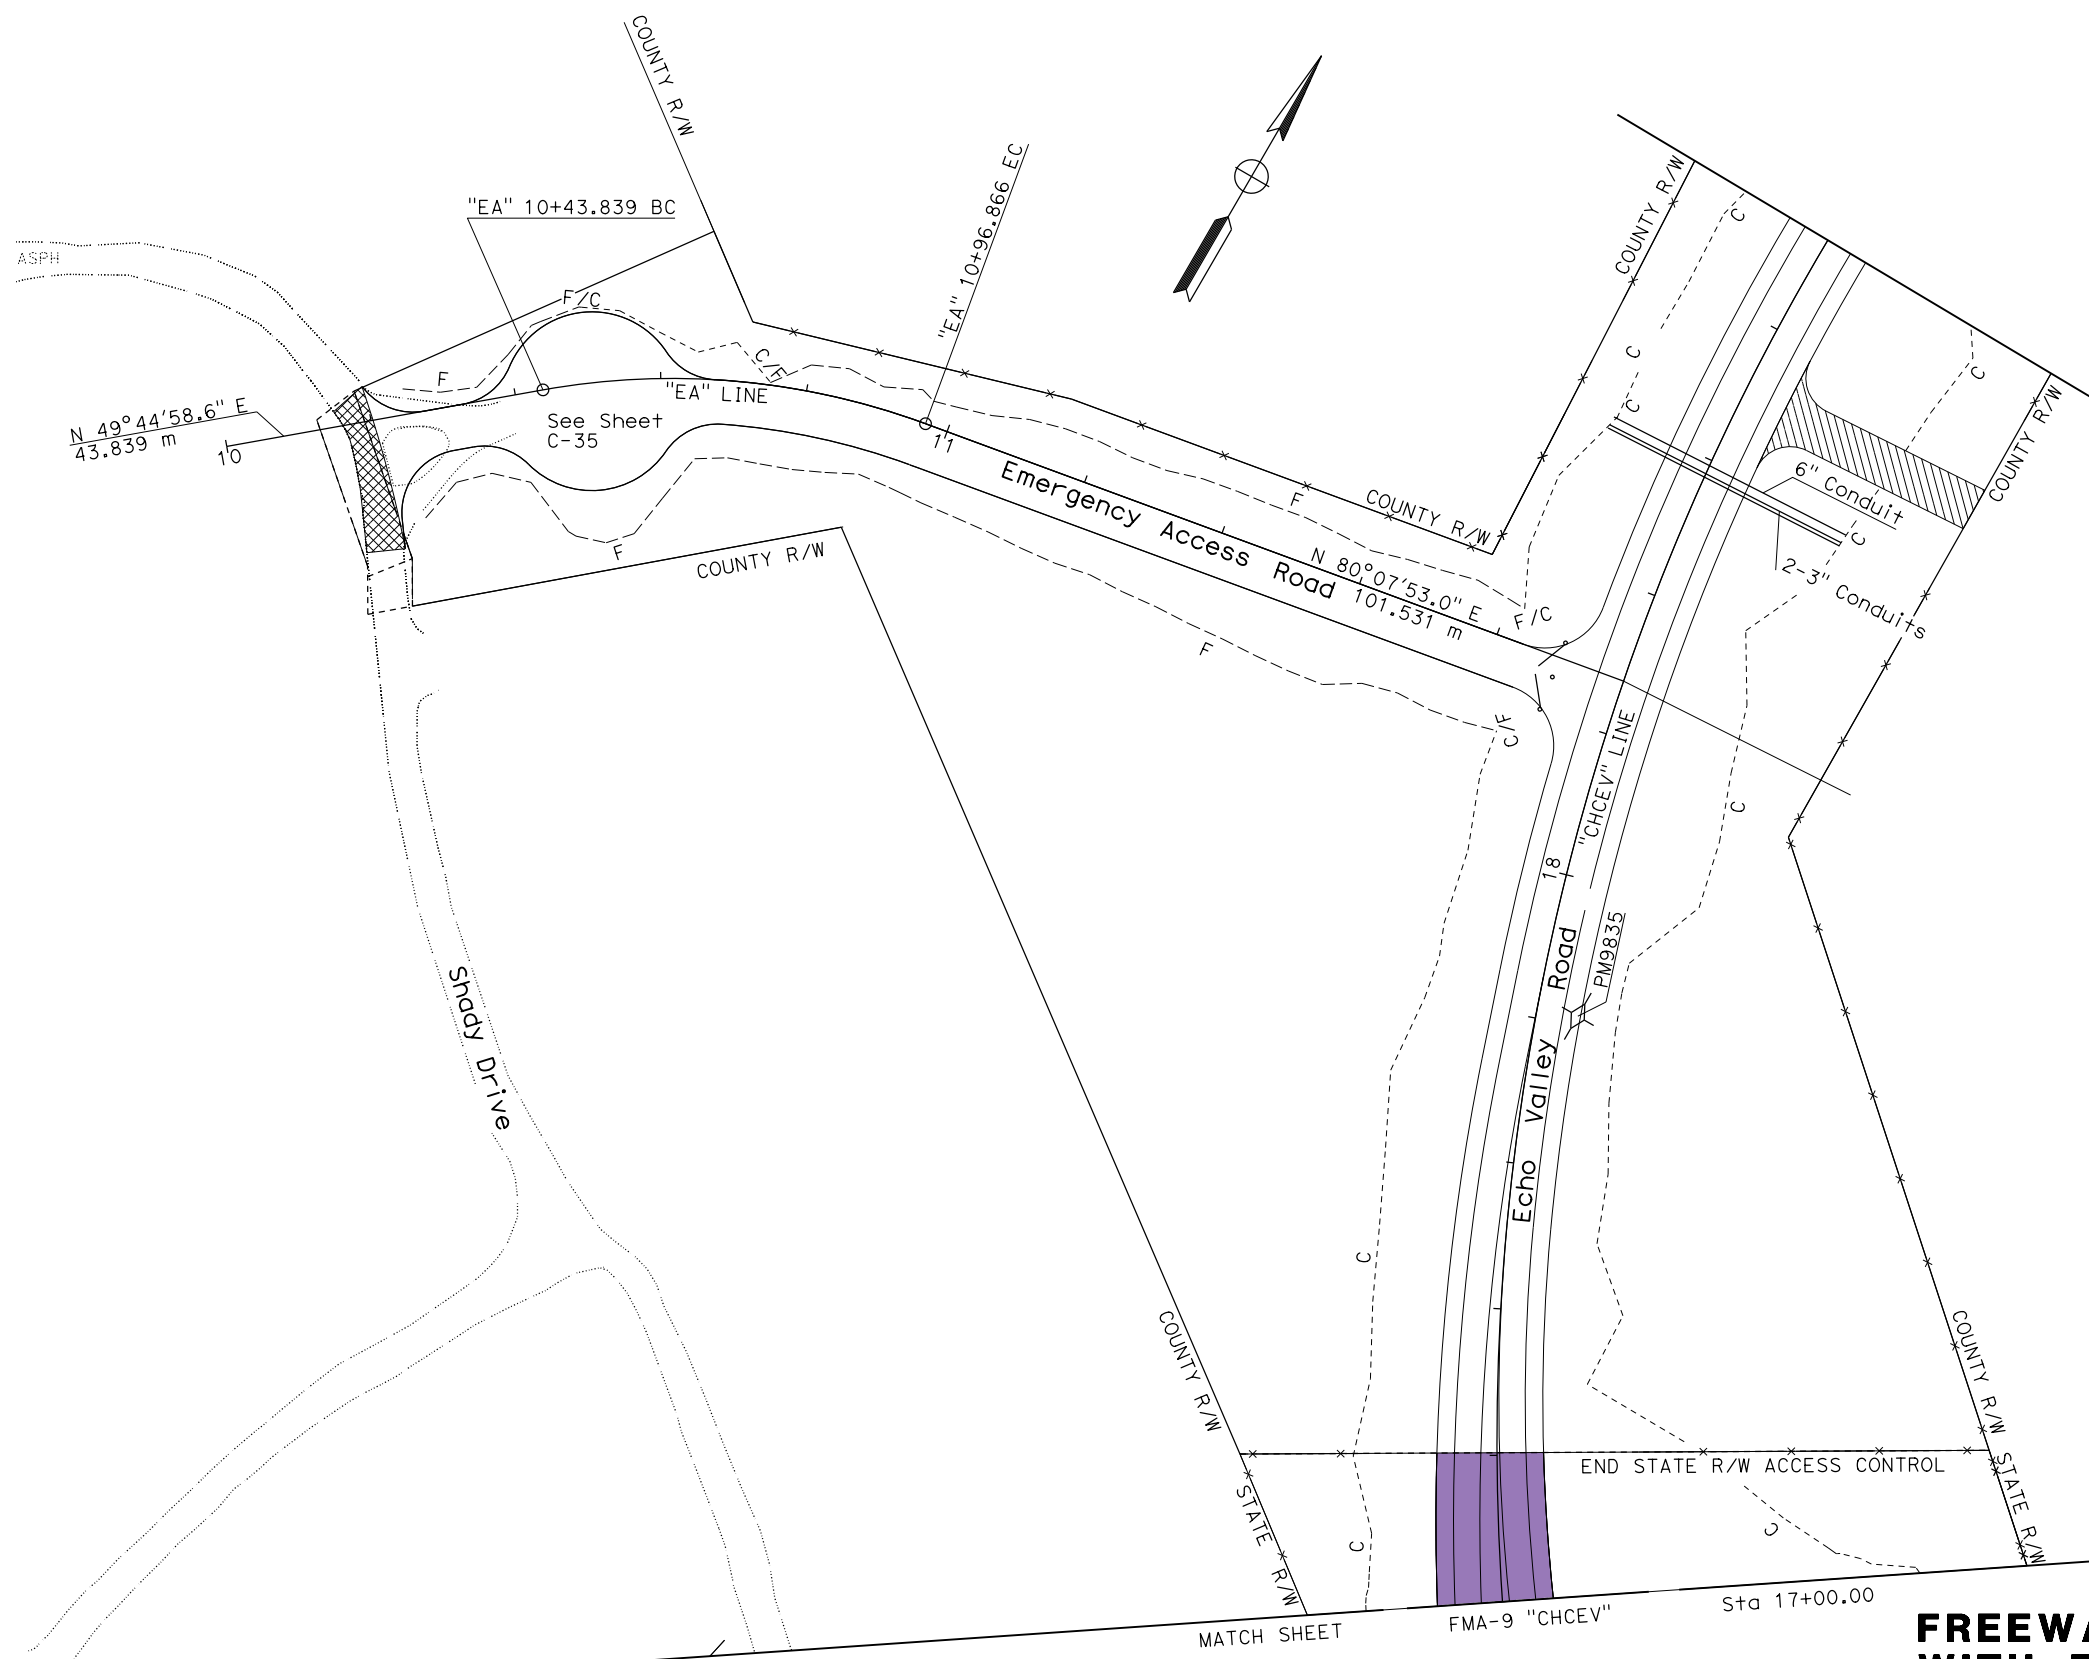 COUNTY R/W
"EA" 10+43.839 BC
"EA" 10+96.866 EC
COUNTY R/W
C
ASPH
F/C
C
C
C/F
F
"EA" LINE
C
C
N 49°44'58.6" E
43.839 m
10
See Sheet
C-35
11
COUNTY R/W
6" Conduit
Emergency Access Road
F
COUNTY R/W
C
F
COUNTY R/W
N 80°07'53.0" E
101.531 m
2-3" Conduits
F/C
F
C/F
"CHCEV" LINE
C
18
PM9835
Shady Drive
Echo Valley Road
C
COUNTY R/W
COUNTY R/W
END STATE R/W ACCESS CONTROL
STATE R/W
STATE R/W
C
C
MATCH SHEET
FMA-9 "CHCEV"
Sta 17+00.00
FREEWA